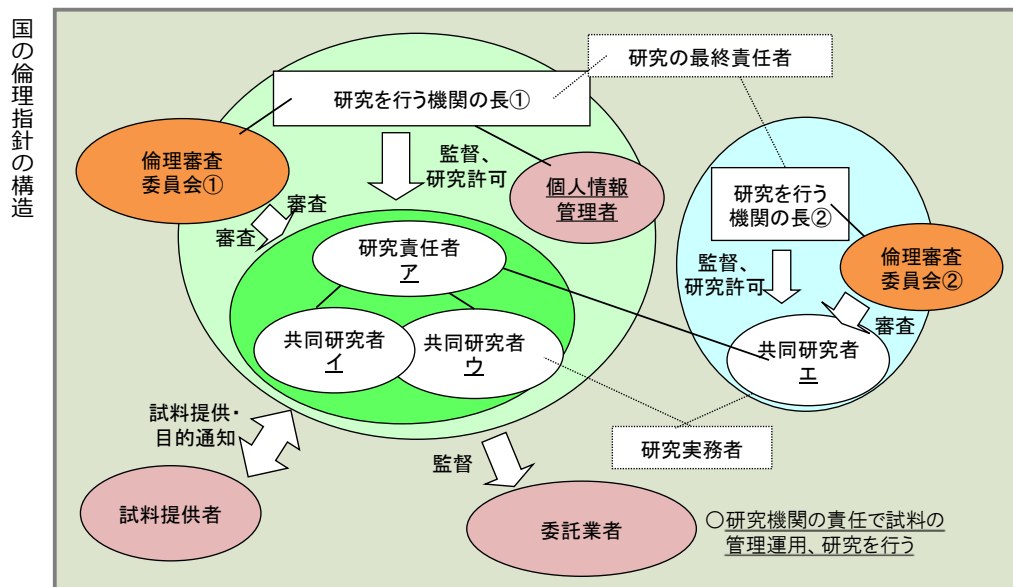 国の倫理指針の構造
研究の最終責任者
研究を行う機関の長①
倫理審査
委員会①
監督、
研究許可
個人情報
管理者
審査
審査
研究責任者
ア
共同研究者
イ
共同研究者
ウ
研究を行う
機関の長②
監督、
研究許可
倫理審査
委員会②
審査
共同研究者
エ
試料提供・
目的通知
監督
研究実務者
試料提供者
委託業者
○研究機関の責任で試料の
管理運用、研究を行う